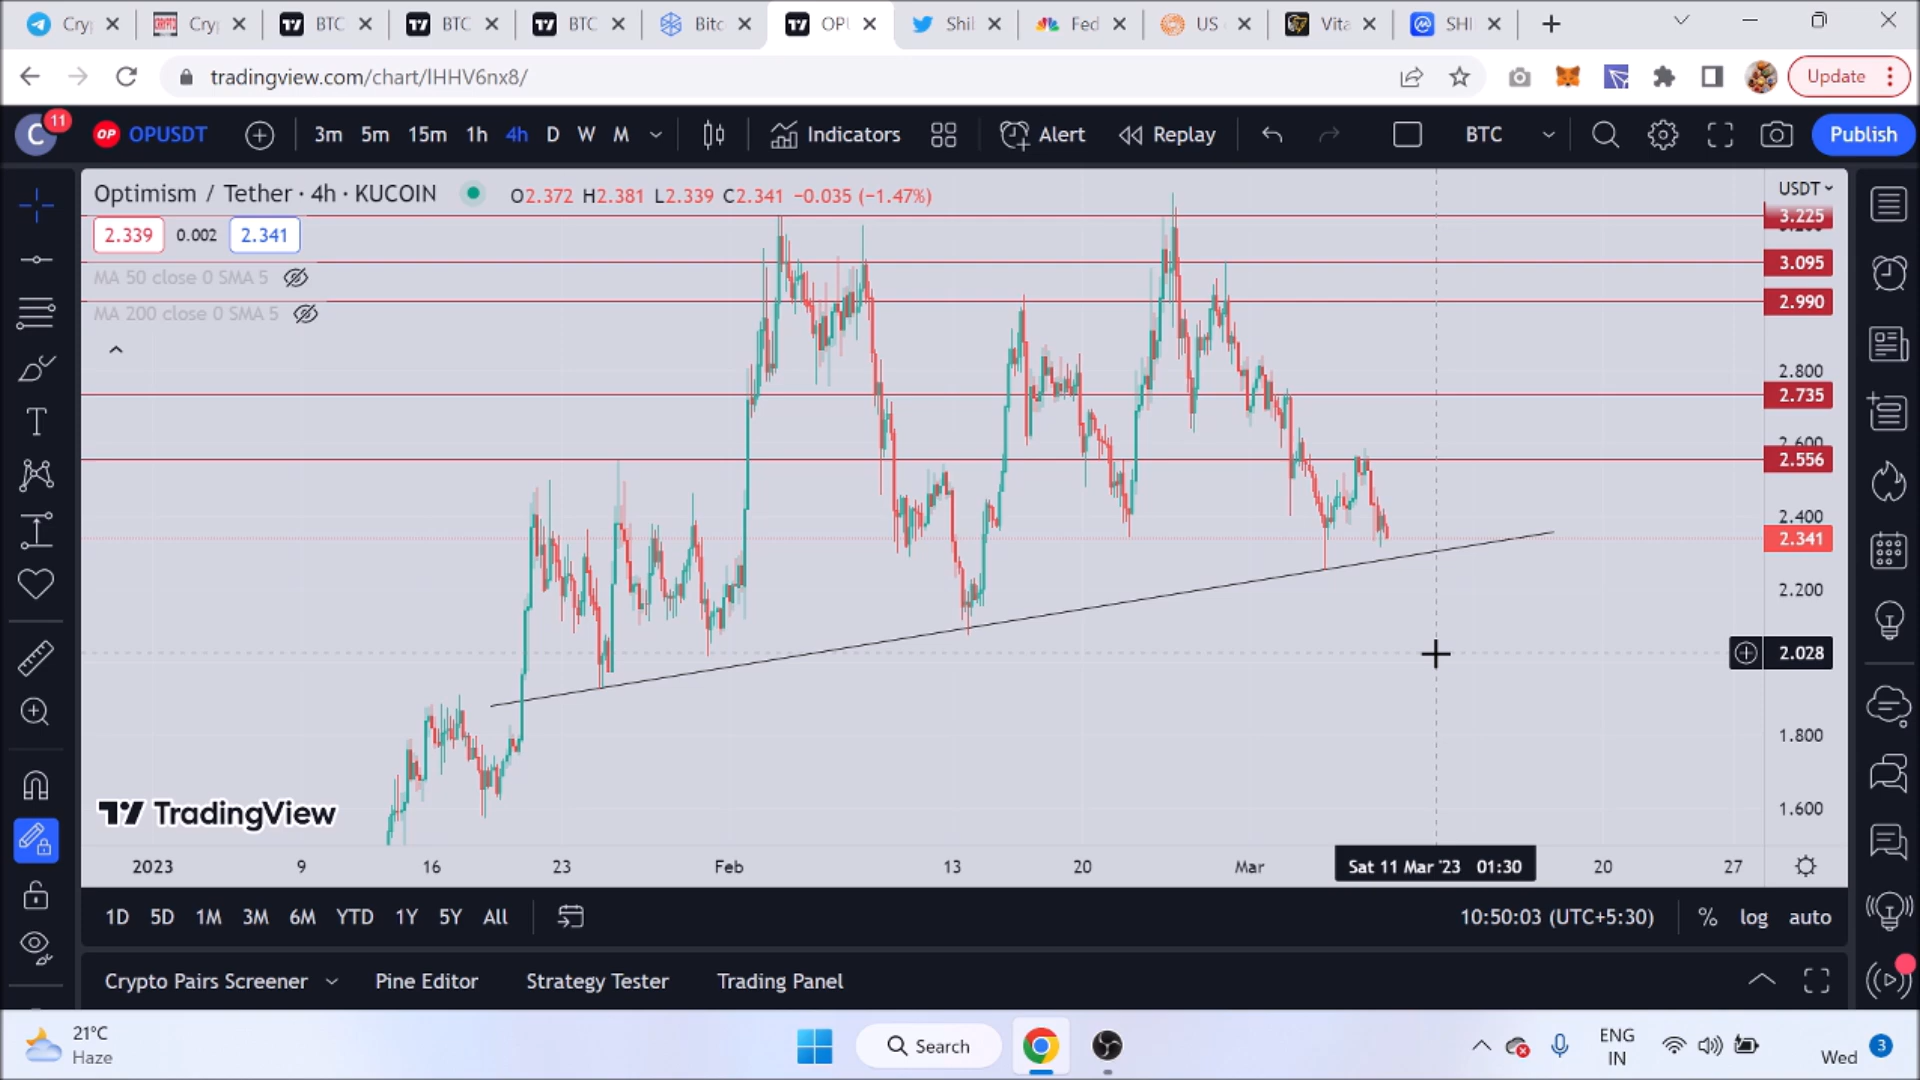 Cry
Cry
BTC
BTC
BTC
Bitc
OPU
Shil
Fed
US
Vita
SHI
tradingview.com/chart/lHHV6nx8/
Update
C
11
OP OPUSDT
3m 5m 15m 1h 4h D W M
Indicators
Alert
Replay
BTC
Publish
Optimism / Tether · 4h · KUCOIN
O2.372 H2.381 L2.339 C2.341 −0.035 (−1.47%)
USDT
2.339 0.002 2.341
MA 50 close 0 SMA 5
MA 200 close 0 SMA 5
3.225
3.095
2.990
2.800
2.735
2.600
2.556
2.400
2.341
2.200
2.028
1.800
1.600
TradingView
2023 9 16 23 Feb 13 20 Mar Sat 11 Mar '23 01:30 20 27
1D 5D 1M 3M 6M YTD 1Y 5Y All
10:50:03 (UTC+5:30) % log auto
Crypto Pairs Screener Pine Editor Strategy Tester Trading Panel
21°C
Haze
Search
ENG
IN
Wed
3